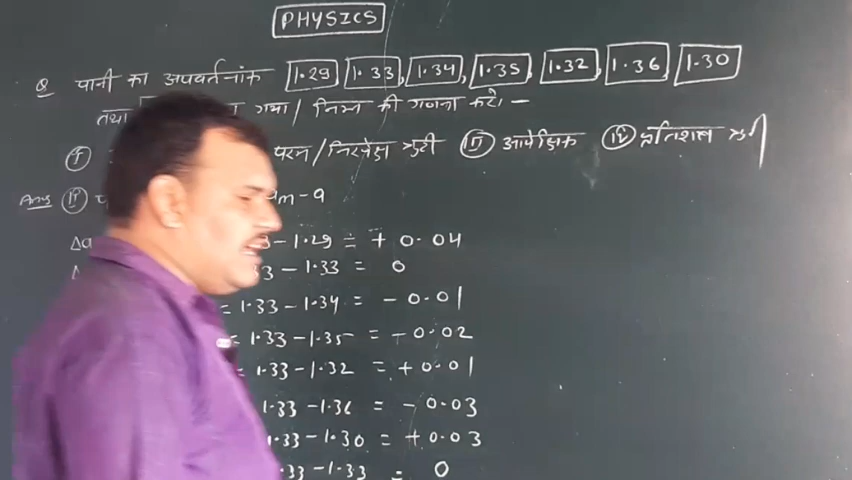 PHYSICS
Q पानी का अपवर्तनांक 1.29 1.33, 1.34, 1.35, 1.32, 1.36 1.30
तथा गया / निम्न की गणना करो। -
(i) परम / निरपेक्ष त्रुटी (iii) आपेक्षिक (iv) प्रतिशत त्रुटी
Ans (ii) m - a
- 1.29 = + 0.04
33 - 1.33 = 0
= 1.33 - 1.34 = - 0.01
= 1.33 - 1.35 = - 0.02
= 1.33 - 1.32 = + 0.01
1.33 - 1.36 = - 0.03
1.33 - 1.30 = + 0.03
.33 - 1.33 = 0